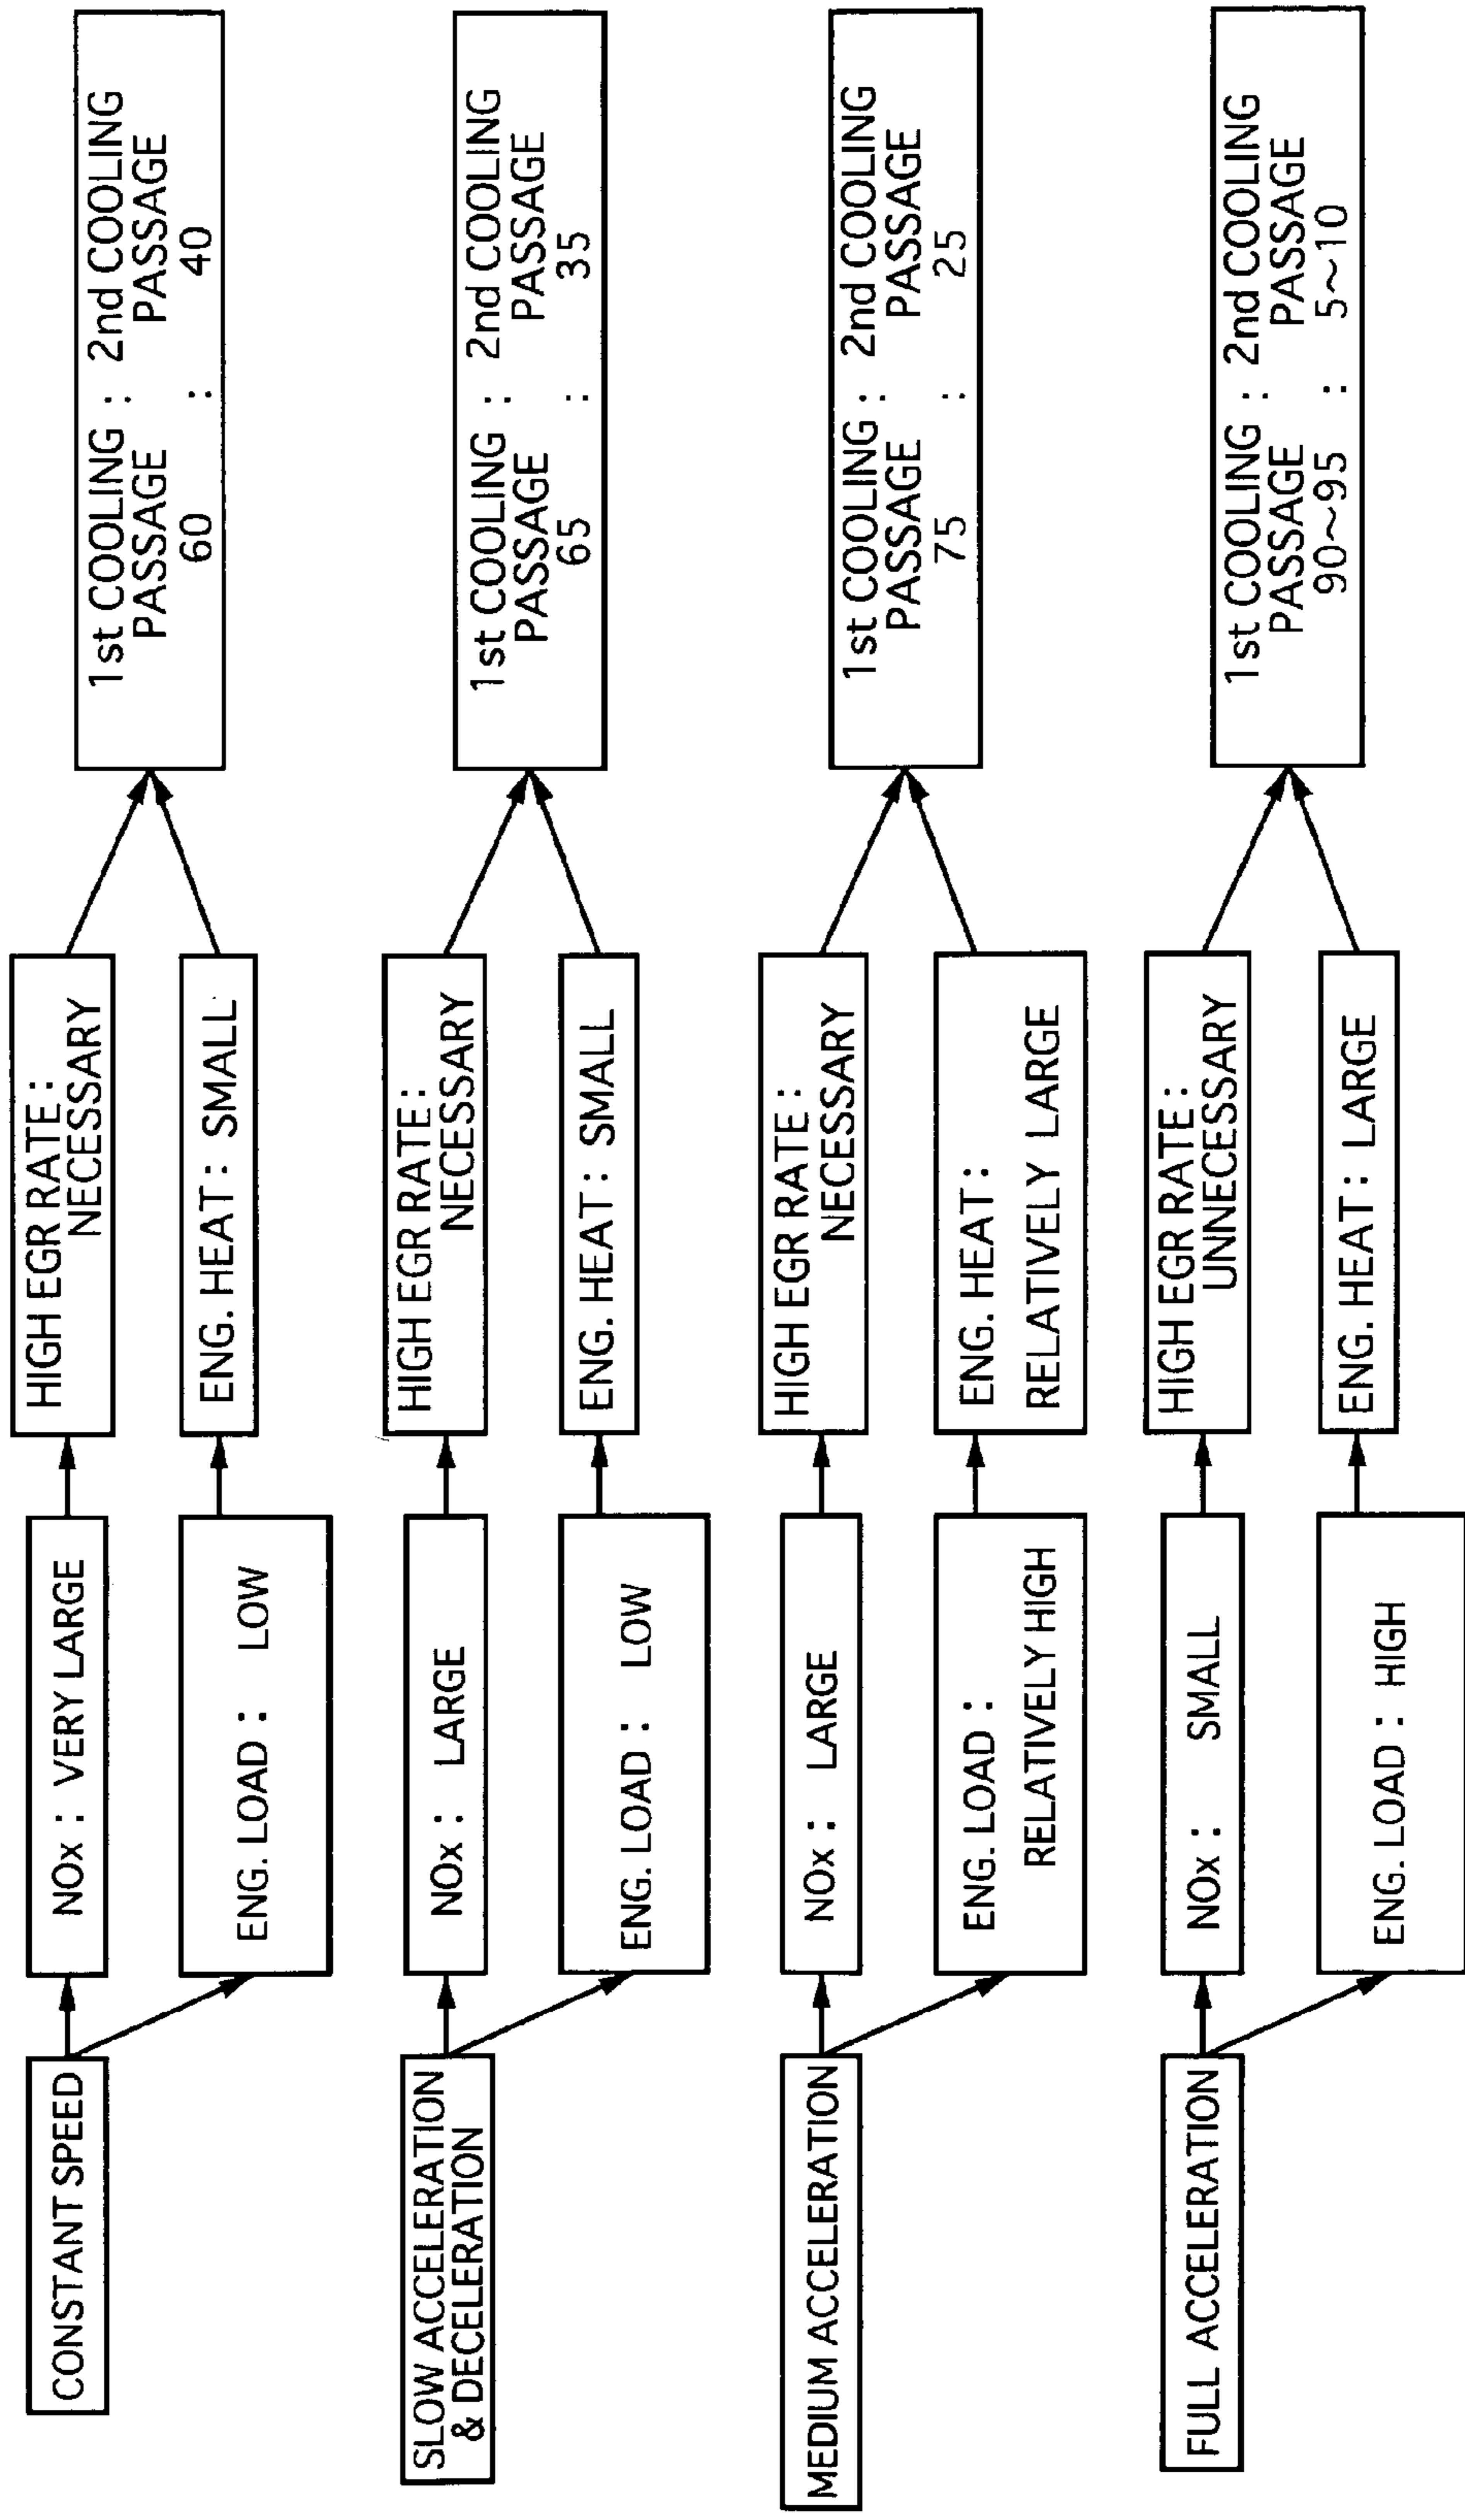 CONSTANT SPEED
NOx : VERY LARGE
HIGH EGR RATE :
NECESSARY
ENG. LOAD : LOW
ENG. HEAT : SMALL
1st COOLING : 2nd COOLING
PASSAGE PASSAGE
60 : 40
SLOW ACCELERATION
& DECELERATION
NOx : LARGE
HIGH EGR RATE :
NECESSARY
ENG. LOAD : LOW
ENG. HEAT : SMALL
1st COOLING : 2nd COOLING
PASSAGE PASSAGE
65 : 35
MEDIUM ACCELERATION
NOx : LARGE
HIGH EGR RATE :
NECESSARY
ENG. LOAD :
RELATIVELY HIGH
ENG. HEAT :
RELATIVELY LARGE
1st COOLING : 2nd COOLING
PASSAGE PASSAGE
75 : 25
FULL ACCELERATION
NOx : SMALL
HIGH EGR RATE :
UNNECESSARY
ENG. LOAD : HIGH
ENG. HEAT : LARGE
1st COOLING : 2nd COOLING
PASSAGE : PASSAGE
90~95 : 5~10